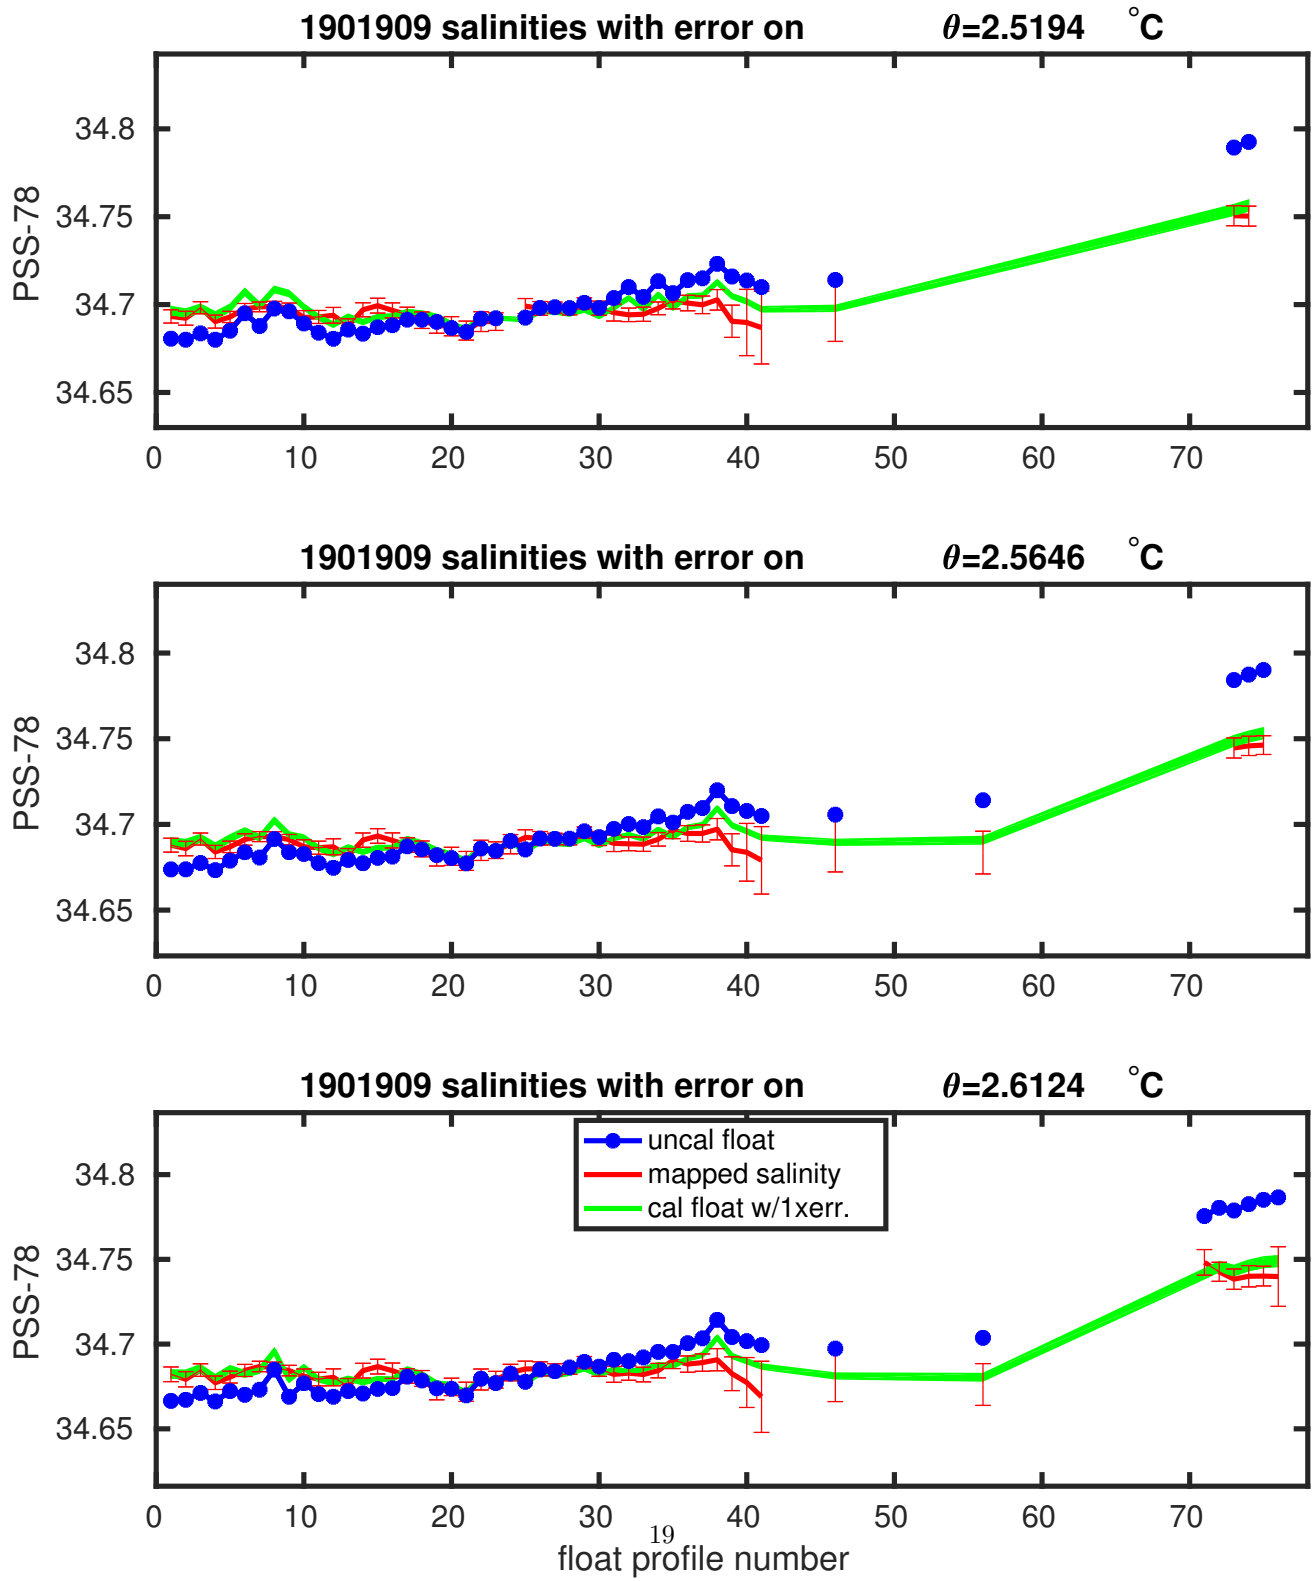 1901909 salinities with error on θ=2.5194 °C
PSS-78
34.8
34.75
34.7
34.65
0 10 20 30 40 50 60 70
1901909 salinities with error on θ=2.5646 °C
PSS-78
34.8
34.75
34.7
34.65
0 10 20 30 40 50 60 70
1901909 salinities with error on θ=2.6124 °C
uncal float
mapped salinity
cal float w/1xerr.
PSS-78
34.8
34.75
34.7
34.65
0 10 20 30 40 50 60 70
19
float profile number